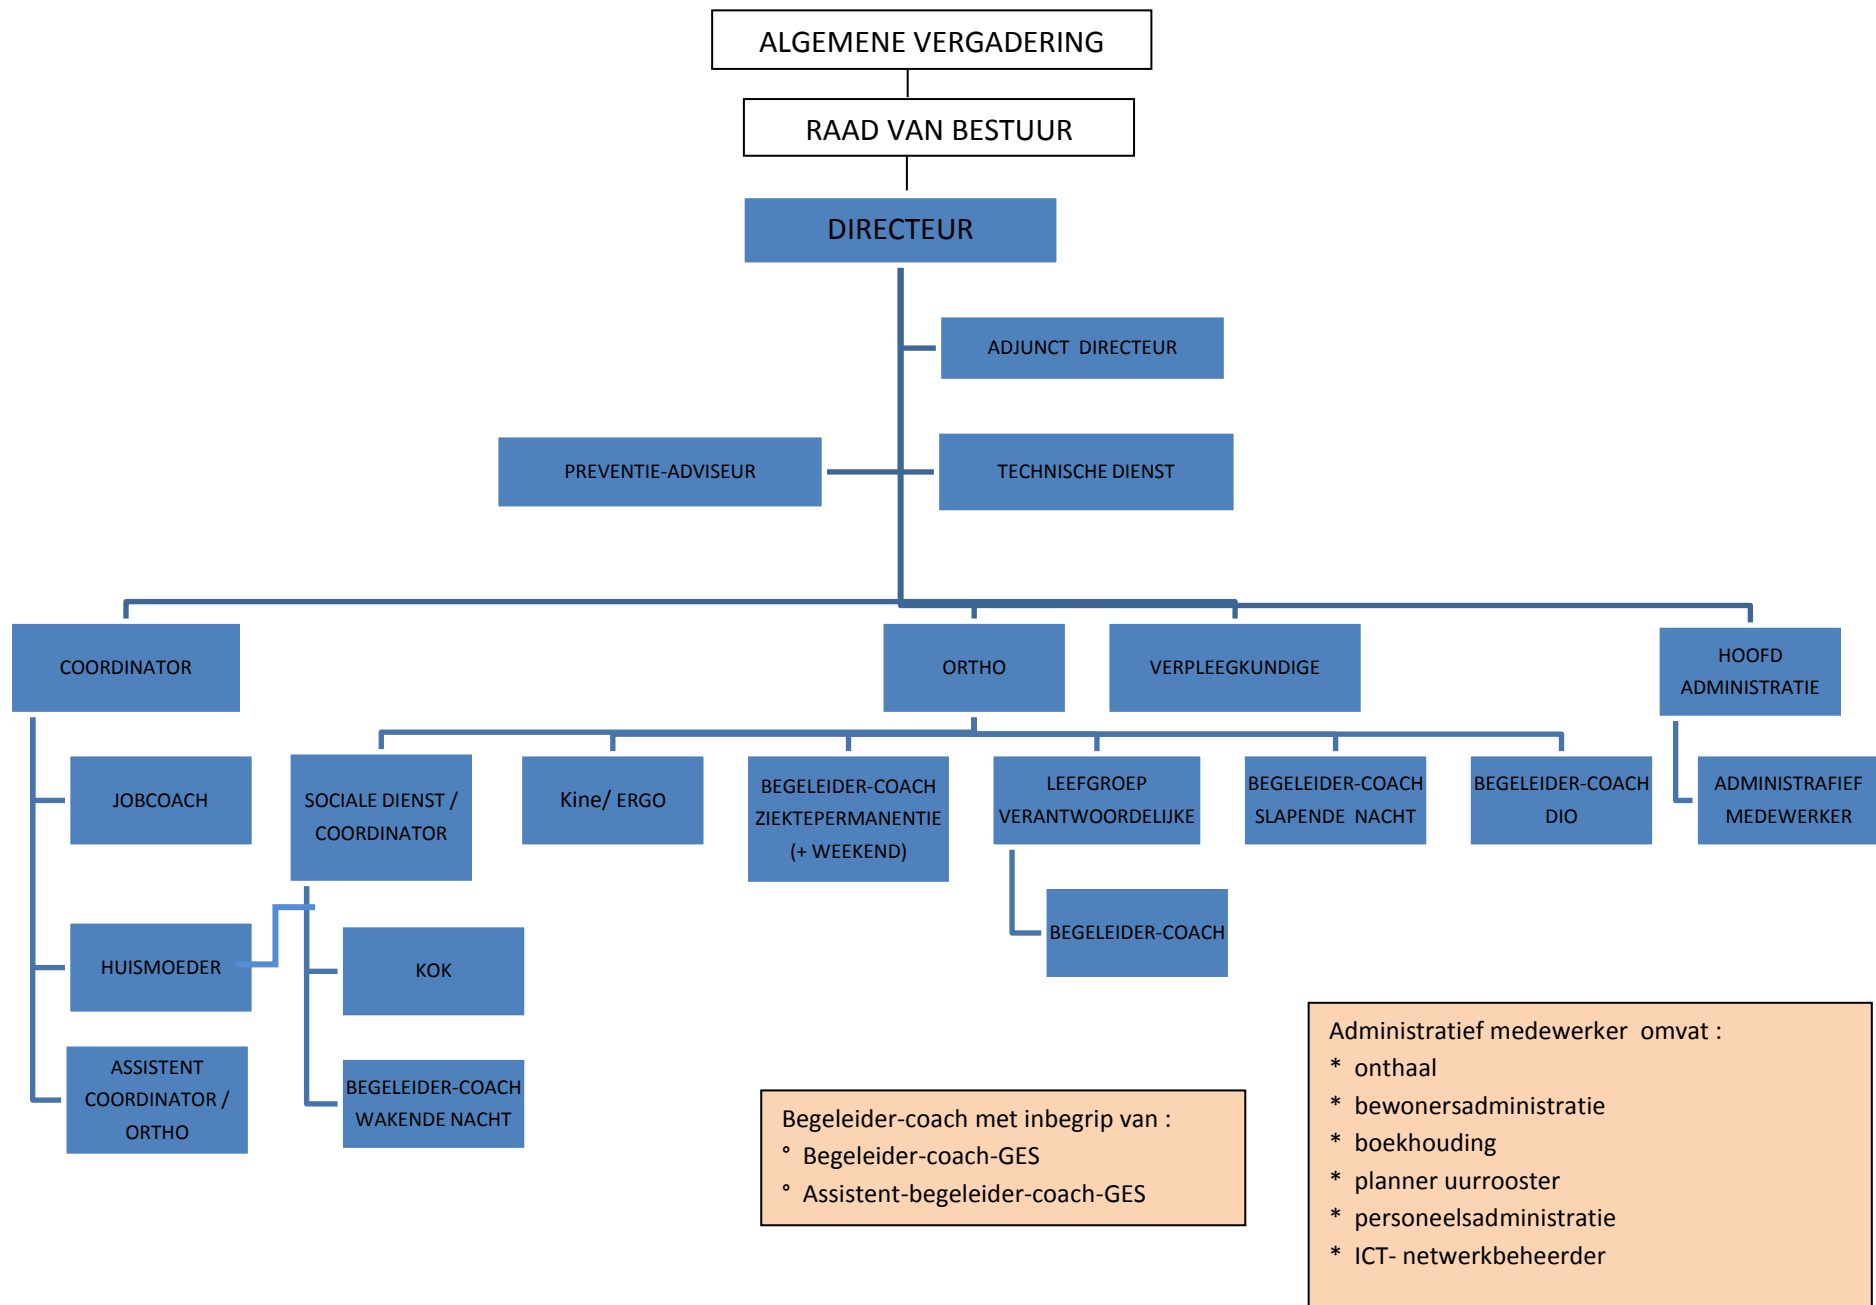 ALGEMENE VERGADERING
RAAD VAN BESTUUR
DIRECTEUR
ADJUNCT DIRECTEUR
PREVENTIE-ADVISEUR
TECHNISCHE DIENST
COORDINATOR
ORTHO
VERPLEEGKUNDIGE
HOOFD
ADMINISTRATIE
JOBCOACH
SOCIALE DIENST /
COORDINATOR
Kine/ ERGO
BEGELEIDER-COACH
ZIEKTEPERMANENTIE
(+ WEEKEND)
LEEFGROEP
VERANTWOORDELIJKE
BEGELEIDER-COACH
SLAPENDE NACHT
BEGELEIDER-COACH
DIO
ADMINISTRAFIEF
MEDEWERKER
HUISMOEDER
KOK
BEGELEIDER-COACH
ASSISTENT
COORDINATOR /
ORTHO
BEGELEIDER-COACH
WAKENDE NACHT
Begeleider-coach met inbegrip van :
° Begeleider-coach-GES
° Assistent-begeleider-coach-GES
Administratief medewerker omvat :
* onthaal
* bewonersadministratie
* boekhouding
* planner uurrooster
* personeelsadministratie
* ICT- netwerkbeheerder